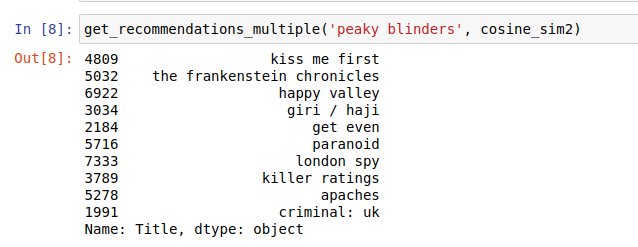 In [8]: get_recommendations_multiple('peaky blinders', cosine_sim2)
Out[8]: 4809 kiss me first
5032 the frankenstein chronicles
6922 happy valley
3034 giri / haji
2184 get even
5716 paranoid
7333 london spy
3789 killer ratings
5278 apaches
1991 criminal: uk
Name: Title, dtype: object